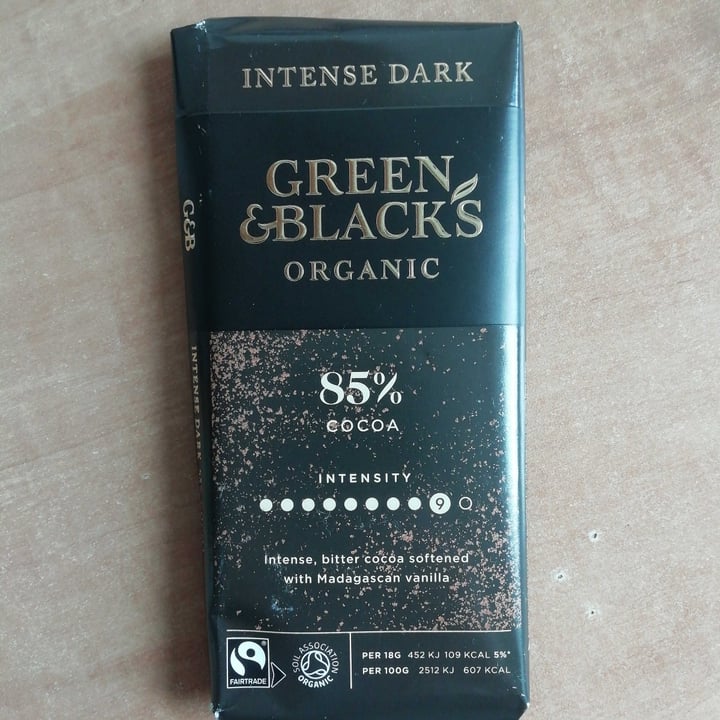 INTENSE DARK
GREEN
&BLACK'S
ORGANIC
G&B
INTENSE DARK
85%
COCOA
INTENSITY
9
Intense, bitter cocoa softened
with Madagascan vanilla
FAIRTRADE
SOIL ASSOCIATION
ORGANIC
PER 18G 452 KJ 109 KCAL 5%*
PER 100G 2512 KJ 607 KCAL